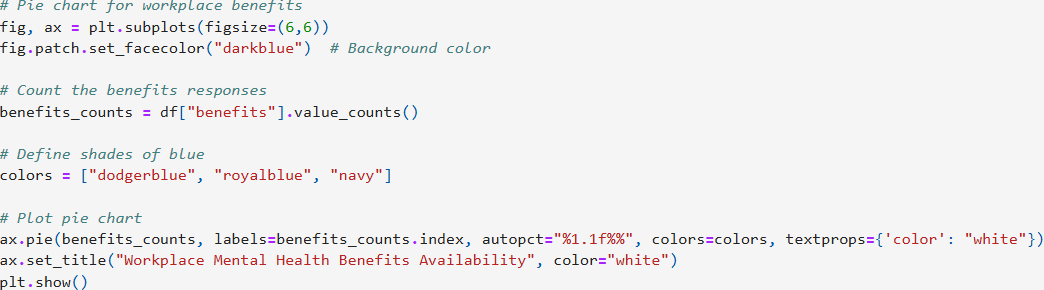 # Pie chart for workplace benefits
fig, ax = plt.subplots(figsize=(6,6))
fig.patch.set_facecolor("darkblue")  # Background color

# Count the benefits responses
benefits_counts = df["benefits"].value_counts()

# Define shades of blue
colors = ["dodgerblue", "royalblue", "navy"]

# Plot pie chart
ax.pie(benefits_counts, labels=benefits_counts.index, autopct="%1.1f%%", colors=colors, textprops={'color': "white"})
ax.set_title("Workplace Mental Health Benefits Availability", color="white")
plt.show()